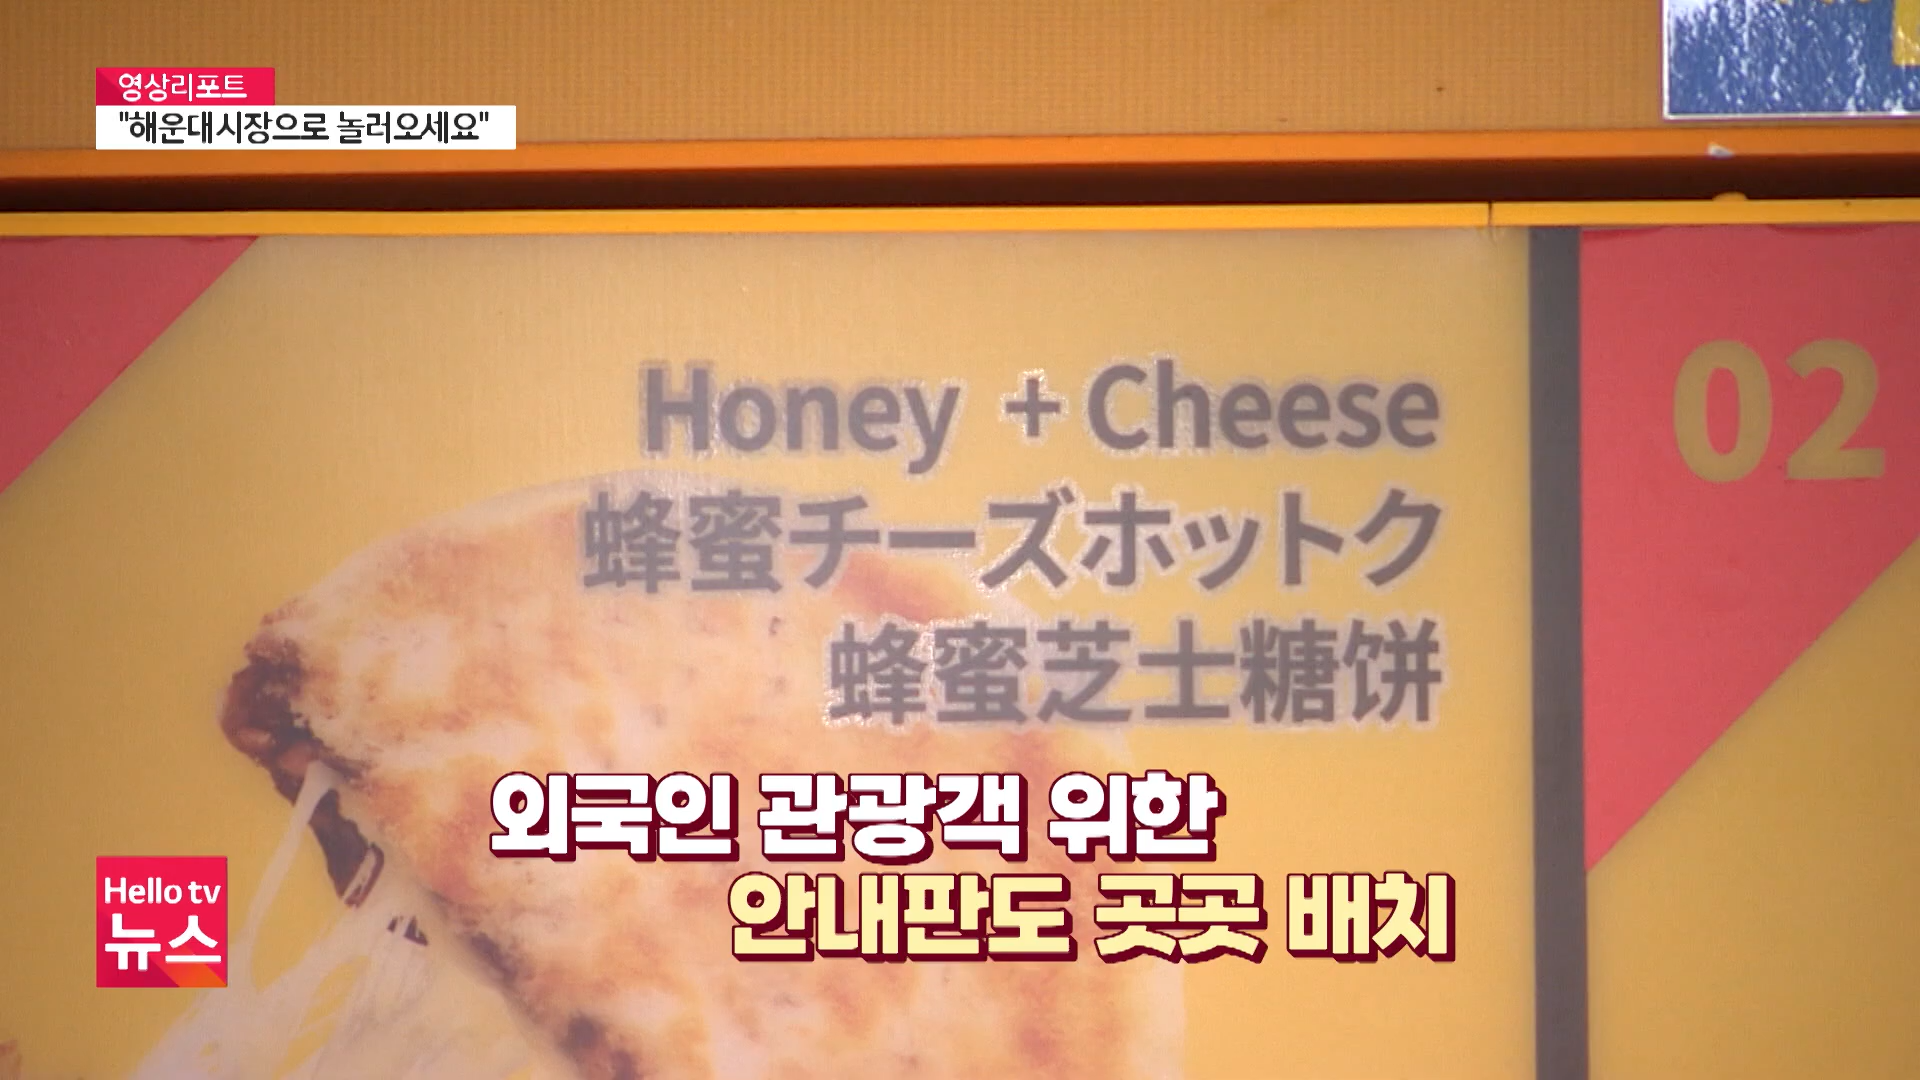 영상리포트
"해운대시장으로 놀러오세요"
Honey + Cheese
02
蜂蜜チーズホットク
蜂蜜芝士糖饼
외국인 관광객 위한
안내판도 곳곳 배치
Hello tv
뉴스